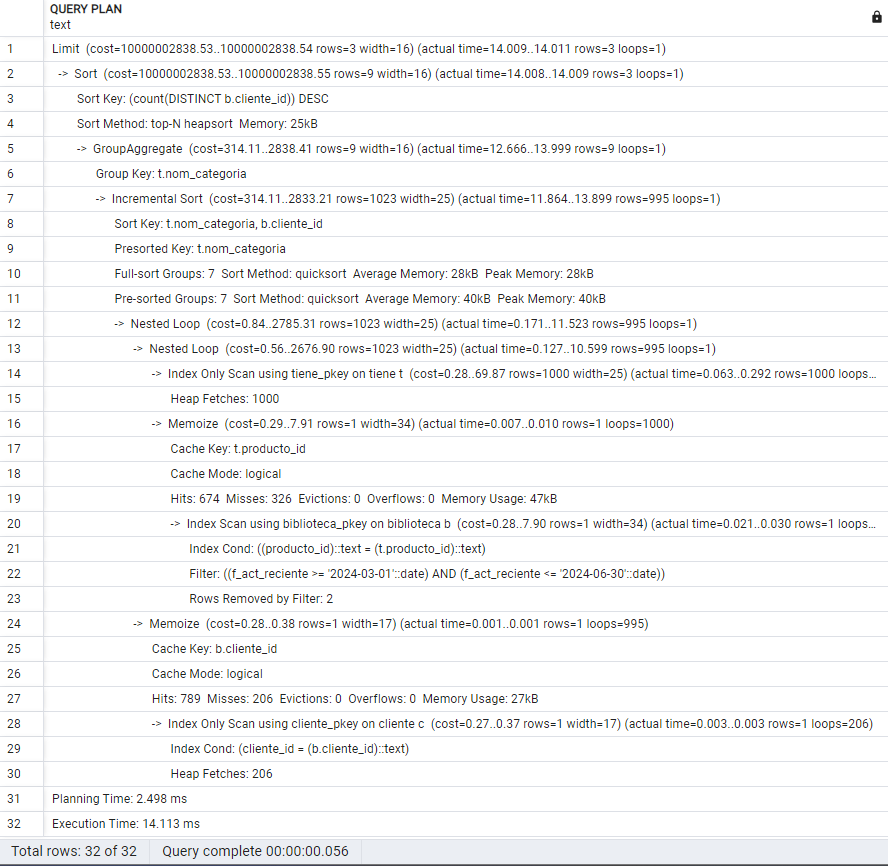 QUERY PLAN
text
1 Limit (cost=10000002838.53..10000002838.54 rows=3 width=16) (actual time=14.009..14.011 rows=3 loops=1)
2 -> Sort (cost=10000002838.53..10000002838.55 rows=9 width=16) (actual time=14.008..14.009 rows=3 loops=1)
3 Sort Key: (count(DISTINCT b.cliente_id)) DESC
4 Sort Method: top-N heapsort Memory: 25kB
5 -> GroupAggregate (cost=314.11..2838.41 rows=9 width=16) (actual time=12.666..13.999 rows=9 loops=1)
6 Group Key: t.nom_categoria
7 -> Incremental Sort (cost=314.11..2833.21 rows=1023 width=25) (actual time=11.864..13.899 rows=995 loops=1)
8 Sort Key: t.nom_categoria, b.cliente_id
9 Presorted Key: t.nom_categoria
10 Full-sort Groups: 7 Sort Method: quicksort Average Memory: 28kB Peak Memory: 28kB
11 Pre-sorted Groups: 7 Sort Method: quicksort Average Memory: 40kB Peak Memory: 40kB
12 -> Nested Loop (cost=0.84..2785.31 rows=1023 width=25) (actual time=0.171..11.523 rows=995 loops=1)
13 -> Nested Loop (cost=0.56..2676.90 rows=1023 width=25) (actual time=0.127..10.599 rows=995 loops=1)
14 -> Index Only Scan using tiene_pkey on tiene t (cost=0.28..69.87 rows=1000 width=25) (actual time=0.063..0.292 rows=1000 loops...
15 Heap Fetches: 1000
16 -> Memoize (cost=0.29..7.91 rows=1 width=34) (actual time=0.007..0.010 rows=1 loops=1000)
17 Cache Key: t.producto_id
18 Cache Mode: logical
19 Hits: 674 Misses: 326 Evictions: 0 Overflows: 0 Memory Usage: 47kB
20 -> Index Scan using biblioteca_pkey on biblioteca b (cost=0.28..7.90 rows=1 width=34) (actual time=0.021..0.030 rows=1 loops...
21 Index Cond: ((producto_id)::text = (t.producto_id)::text)
22 Filter: ((f_act_reciente >= '2024-03-01'::date) AND (f_act_reciente <= '2024-06-30'::date))
23 Rows Removed by Filter: 2
24 -> Memoize (cost=0.28..0.38 rows=1 width=17) (actual time=0.001..0.001 rows=1 loops=995)
25 Cache Key: b.cliente_id
26 Cache Mode: logical
27 Hits: 789 Misses: 206 Evictions: 0 Overflows: 0 Memory Usage: 27kB
28 -> Index Only Scan using cliente_pkey on cliente c (cost=0.27..0.37 rows=1 width=17) (actual time=0.003..0.003 rows=1 loops=206)
29 Index Cond: (cliente_id = (b.cliente_id)::text)
30 Heap Fetches: 206
31 Planning Time: 2.498 ms
32 Execution Time: 14.113 ms
Total rows: 32 of 32 Query complete 00:00:00.056